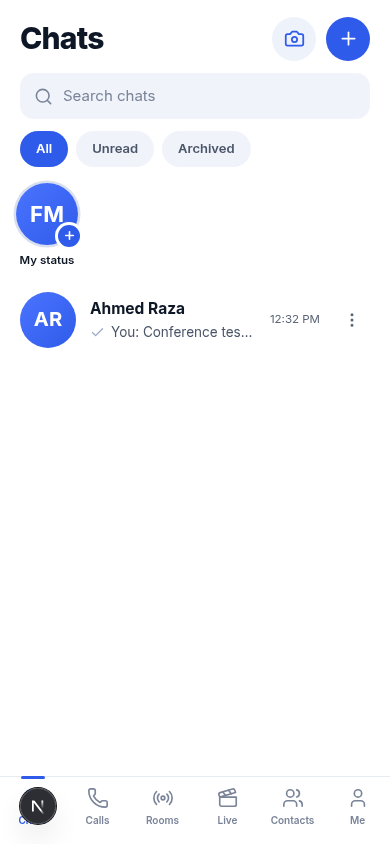 Chats
Search chats
All
Unread
Archived
FM
My status
AR
Ahmed Raza
12:32 PM
You: Conference tes...
N
Calls
Rooms
Live
Contacts
Me